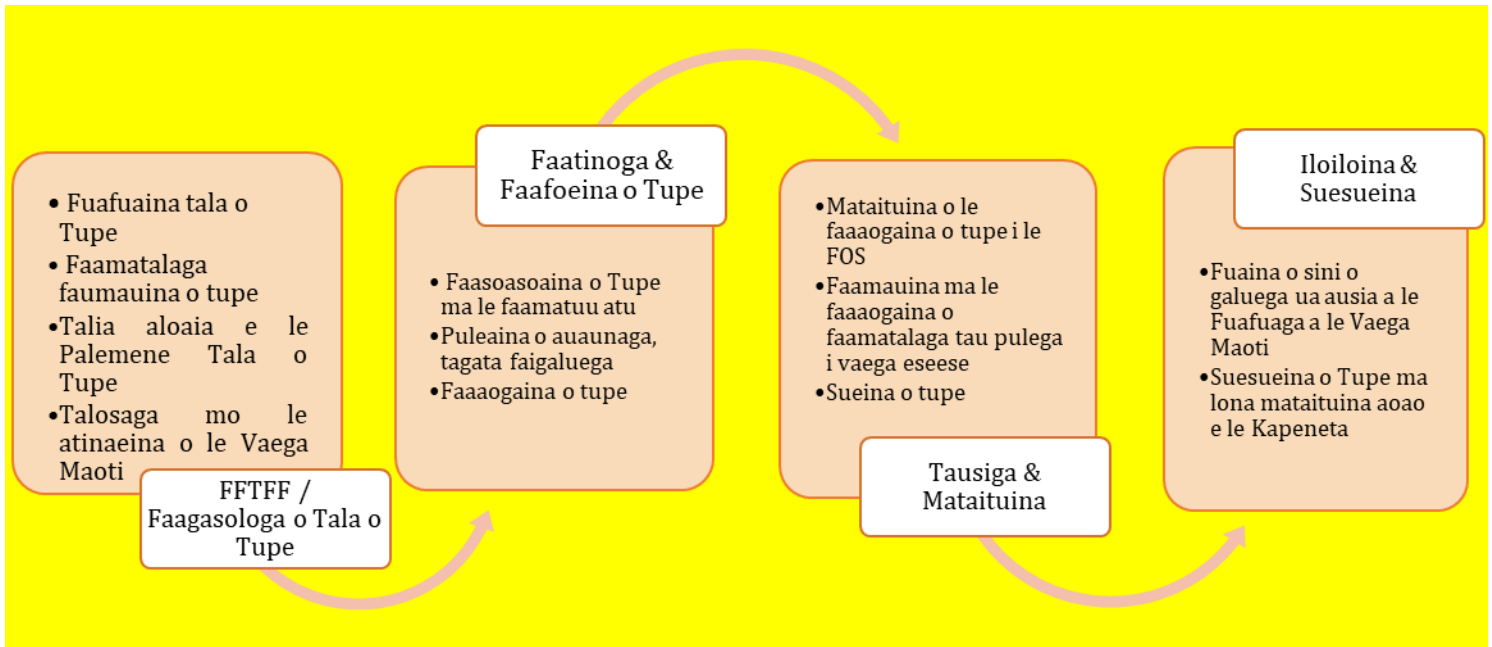 • Fuafuaina tala o
Tupe
• Faamatalaga
faumauina o tupe
•Talia aloaia e le
Palemene Tala o
Tupe
•Talosaga mo le
atinaeina o le Vaega
Maoti
FFTFF /
Faagasologa o Tala o
Tupe
Faatinoga &
Faafoeina o Tupe
• Faasoasoaina o Tupe
ma le faamatuu atu
•Puleaina o auaunaga,
tagata faigaluega
•Faaaogaina o tupe
•Mataituina o le
faaaogaina o tupe i le
FOS
•Faamauina ma le
faaaogaina o
faamatalaga tau pulega
i vaega eseese
•Sueina o tupe
Tausiga &
Mataituina
Iloiloina &
Suesueina
•Fuaina o sini o
galuega ua ausia a le
Fuafuaga a le Vaega
Maoti
•Suesueina o Tupe ma
lona mataituina aoao
e le Kapeneta